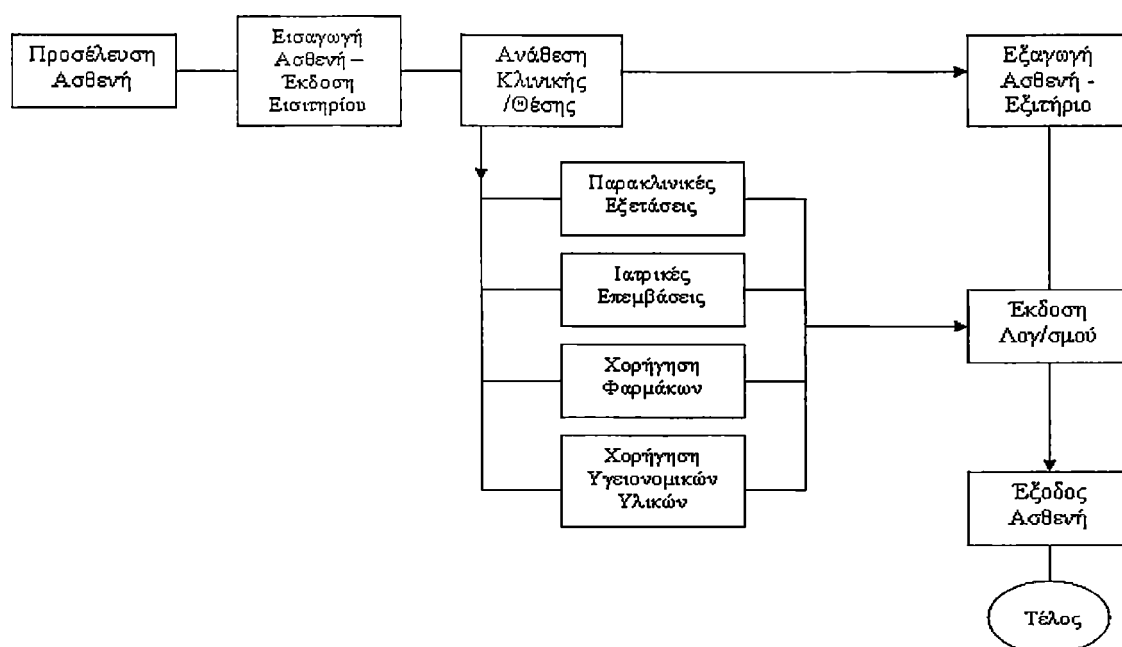 Προσέλευση
Ασθενή
Εισαγωγή
Ασθενή –
Έκδοση
Εισιτηρίου
Ανάθεση
Κλινικής
/Θέσης
Εξαγωγή
Ασθενή -
Εξιτήριο
Παρακλινικές
Εξετάσεις
Ιατρικές
Επεμβάσεις
Έκδοση
Λογ/σμού
Χορήγηση
Φαρμάκων
Χορήγηση
Υγειονομικών
Υλικών
Έξοδος
Ασθενή
Τέλος